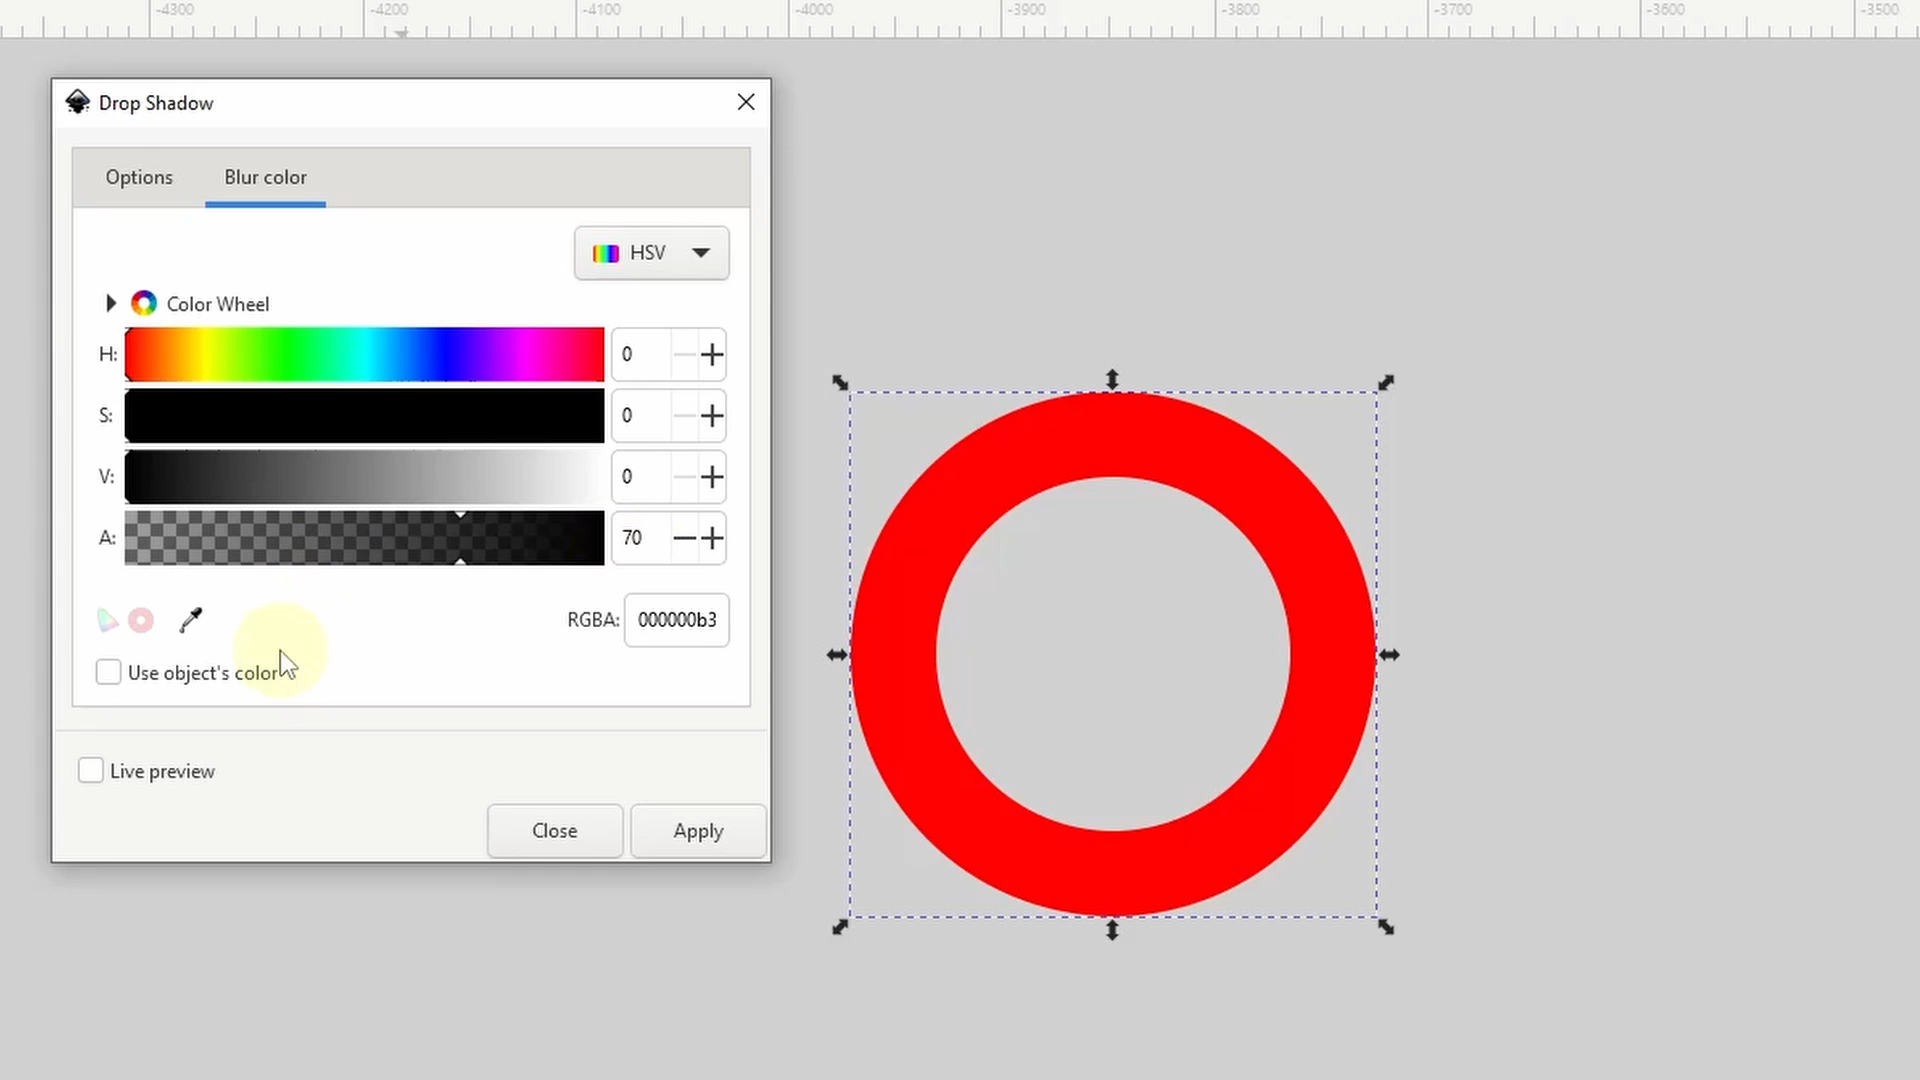 -4300 -4200 -4100 -4000 -3900 -3800 -3700 -3600 -3500
Drop Shadow
Options Blur color
HSV
Color Wheel
H: 0
S: 0
V: 0
A: 70
RGBA: 000000b3
Use object's color
Live preview
Close Apply